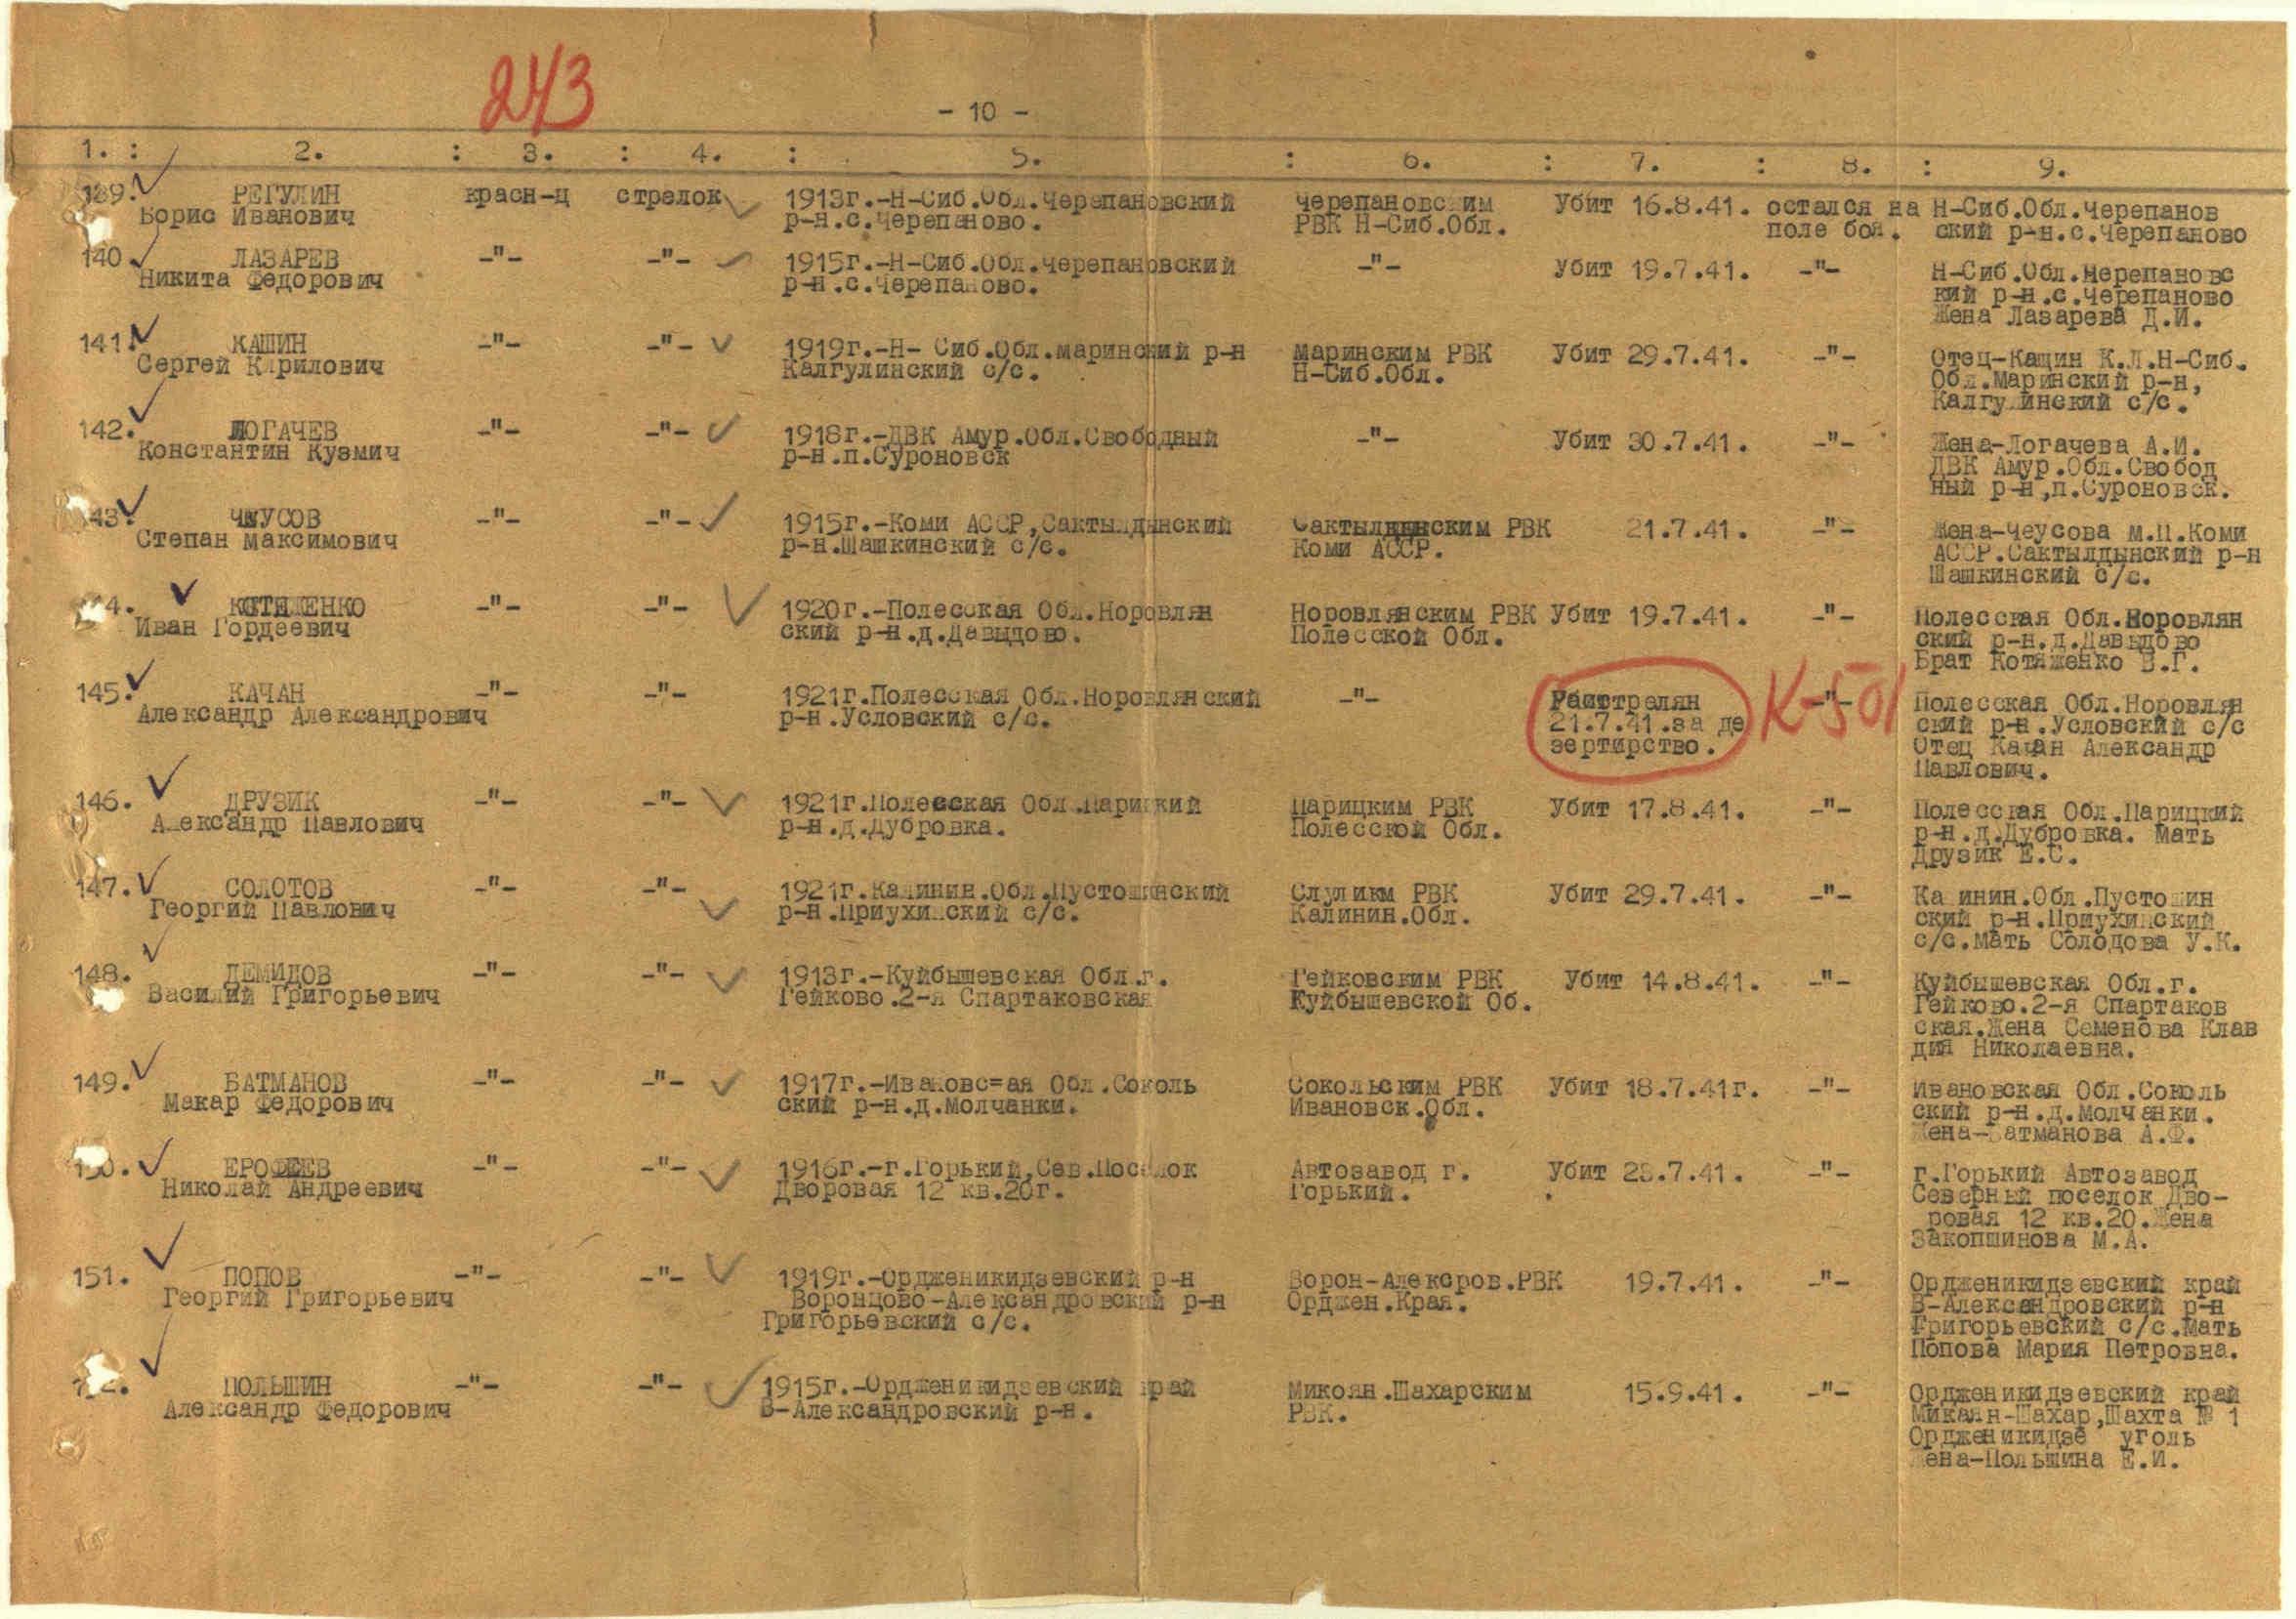 243
- 10 -
1. : 2. : 3. : 4. : 5. : 6. : 7. : 8. : 9.
139. РЕГУЛИН красн-ц стрелок 1913г.-Н-Сиб.Обл.Черепановский Черепановским Убит 16.8.41. остался на Н-Сиб.Обл.Черепанов
Борис Иванович р-н.с.Черепаново. РВК Н-Сиб.Обл. поле боя. ский р-н.с.Черепаново
140. ЛАЗАРЕВ -"- -"- 1915г.-Н-Сиб.Обл.Черепановский -"- Убит 19.7.41. -"- Н-Сиб.Обл.Черепановс
Никита Федорович р-н.с.Черепаново. кий р-н.с.Черепаново
Жена Лазарева Д.И.
141. КАШИН -"- -"- 1919г.-Н- Сиб.Обл.маринский р-н Маринским РВК Убит 29.7.41. -"- Отец-Кащин К.Л.Н-Сиб.
Сергей Кирилович Калгулинский с/с. Н-Сиб.Обл. Обл.Маринский р-н,
Калгулинский с/с.
142. ЛОГАЧЕВ -"- -"- 1918г.-ДВК Амур.Обл.Свободный -"- Убит 30.7.41. -"- Жена-Логачева А.И.
Константин Кузмич р-н.п.Суроновск ДВК Амур.Обл.Свобод
ный р-н,п.Суроновск.
143. ЧЕУСОВ -"- -"- 1915г.-Коми АССР,Сактылдынский Сактылдынским РВК 21.7.41. -"- Жена-Чеусова М.П.Коми
Степан Максимович р-н.Шашкинский с/с. Коми АССР. АССР.Сактылдынский р-н
Шашкинский с/с.
144. КОТЯЖЕНКО -"- -"- 1920г.-Полесская Обл.Норовлян Норовлянским РВК Убит 19.7.41. -"- Полесская Обл.Норовлян
Иван Гордеевич ский р-н.д.Давыдово. Полесской Обл. ский р-н.д.Давыдово
Брат Котяженко В.Г.
145. КАЧАН -"- -"- 1921г.Полесская Обл.Норовлянский -"- Расстрелян К-501 -"- Полесская Обл.Норовлян
Александр Александрович р-н.Условский с/с. 21.7.41.за де ский р-н.Условский с/с
зертирство. Отец Качан Александр
Павлович.
146. ДРУЗИК -"- -"- 1921г.Полесская Обл.Парицкий Парицким РВК Убит 17.8.41. -"- Полесская Обл.Парицкий
Александр Павлович р-н.д.Дубровка. Полесской Обл. р-н.д.Дубровка. Мать
Друзик Е.С.
147. СОЛОТОВ -"- -"- 1921г.Калинин.Обл.Пустошинский РВК Убит 29.7.41. -"- Калинин.Обл.Пустошин
Георгий Павлович р-н.Приухинский с/с. Калинин.Обл. ский р-н.Приухинский
с/с.Мать Солодова У.К.
148. ДЕМИДОВ -"- -"- 1913г.-Куйбышевская Обл.г. Гейковским РВК Убит 14.8.41. -"- Куйбышевская Обл.г.
Василий Григорьевич Гейково.2-я Спартаковская Куйбышевской Об. Гейково.2-я Спартаков
ская.Жена Семенова Клав
дия Николаевна.
149. БАТМАНОВ -"- -"- 1917г.-Ивановс=ая Обл.Соколь Сокольским РВК Убит 18.7.41г. -"- Ивановская Обл.Соколь
Макар Федорович ский р-н.д.Молчанки. Ивановск.Обл. ский р-н.д.Молчанки.
Жена-Батманова А.Ф.
150. ЕРОФЕЕВ -"- -"- 1916г.-г.Горький,Сев.Поселок Автозавод г. Убит 7.41. -"- г.Горький Автозавод
Николай Андреевич Дворовая 12 кв.20г. Горький. Северный поселок Дво-
ровая 12 кв.20.Жена
Закопшинова М.А.
151. ПОПОВ -"- -"- 1919г.-Ордженикидзевский р-н Ворон-Алексров.РВК 19.7.41. -"- Ордженикидзевский край
Георгий Григорьевич Воронцово-Александровский р-н Орджен.Края. В-Александровский р-н
Григорьевский с/с. Григорьевский с/с.Мать
Попова Мария Петровна.
152. ПОЛЬШИН -"- -"- 1915г.-Ордженикидзевский край Микоян.Шахарским 15.9.41. -"- Ордженикидзевский край
Александр Федорович В-Александровский р-н. РВК. Микаян-Шахар,Шахта № 1
Ордженикидзе уголь
Жена-Польшина Е.И.